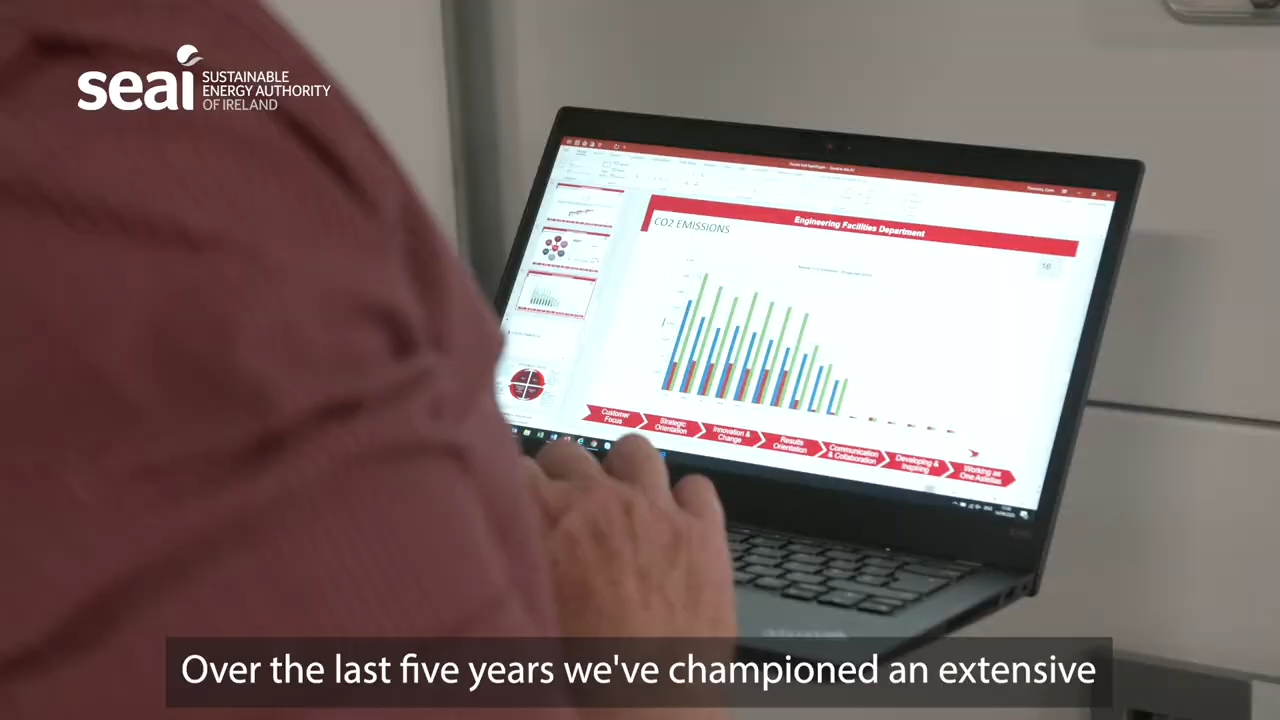 seai
SUSTAINABLE
ENERGY AUTHORITY
OF IRELAND
Engineering Facilities Department
CO2 EMISSIONS
16
Customer
Focus
Strategic
Orientation
Innovation &
Change
Results
Orientation
Communication
& Collaboration
Developing &
Inspiring
Working as
One Astellas
Over the last five years we've championed an extensive